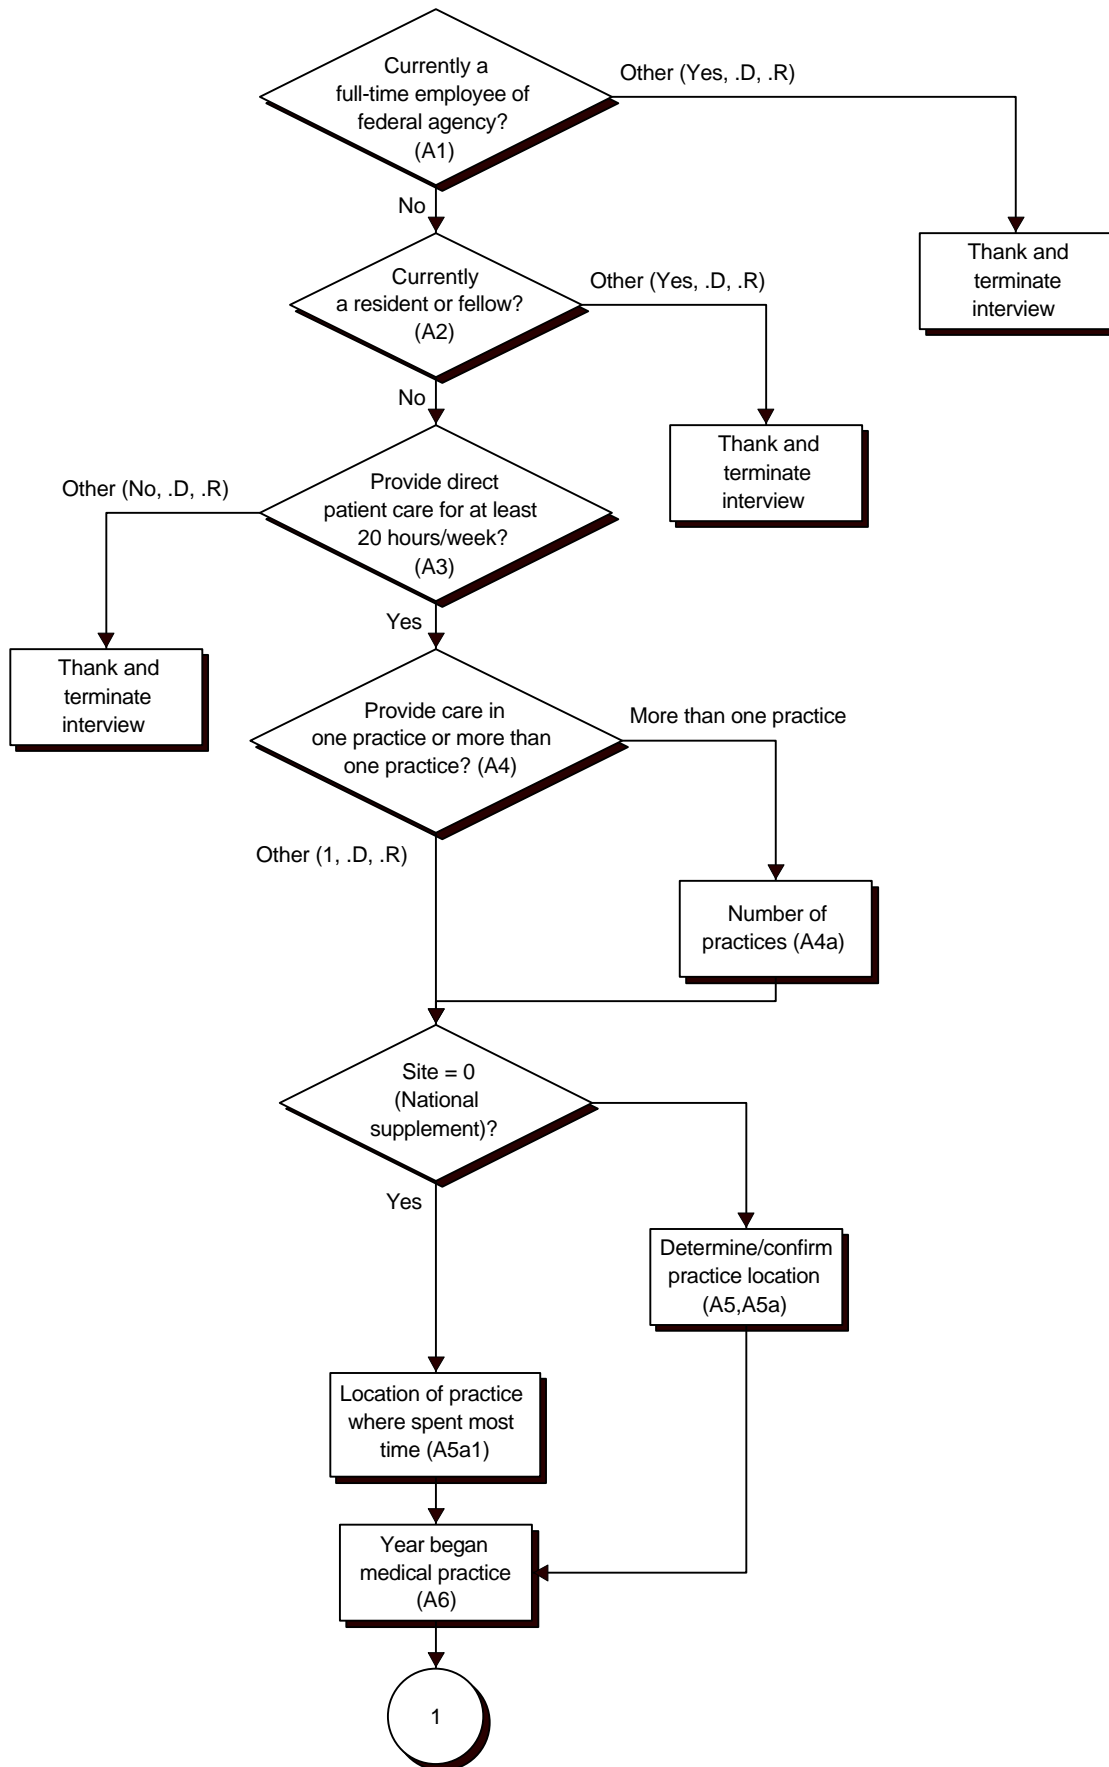 Currently a
full-time employee of
federal agency?
(A1)
Other (Yes, .D, .R)
No
Thank and
terminate
interview
Currently
a resident or fellow?
(A2)
Other (Yes, .D, .R)
No
Thank and
terminate
interview
Provide direct
patient care for at least
20 hours/week?
(A3)
Other (No, .D, .R)
Yes
Thank and
terminate
interview
Provide care in
one practice or more than
one practice? (A4)
More than one practice
Other (1, .D, .R)
Number of
practices (A4a)
Site = 0
(National
supplement)?
Yes
Determine/confirm
practice location
(A5,A5a)
Location of practice
where spent most
time (A5a1)
Year began
medical practice
(A6)
1